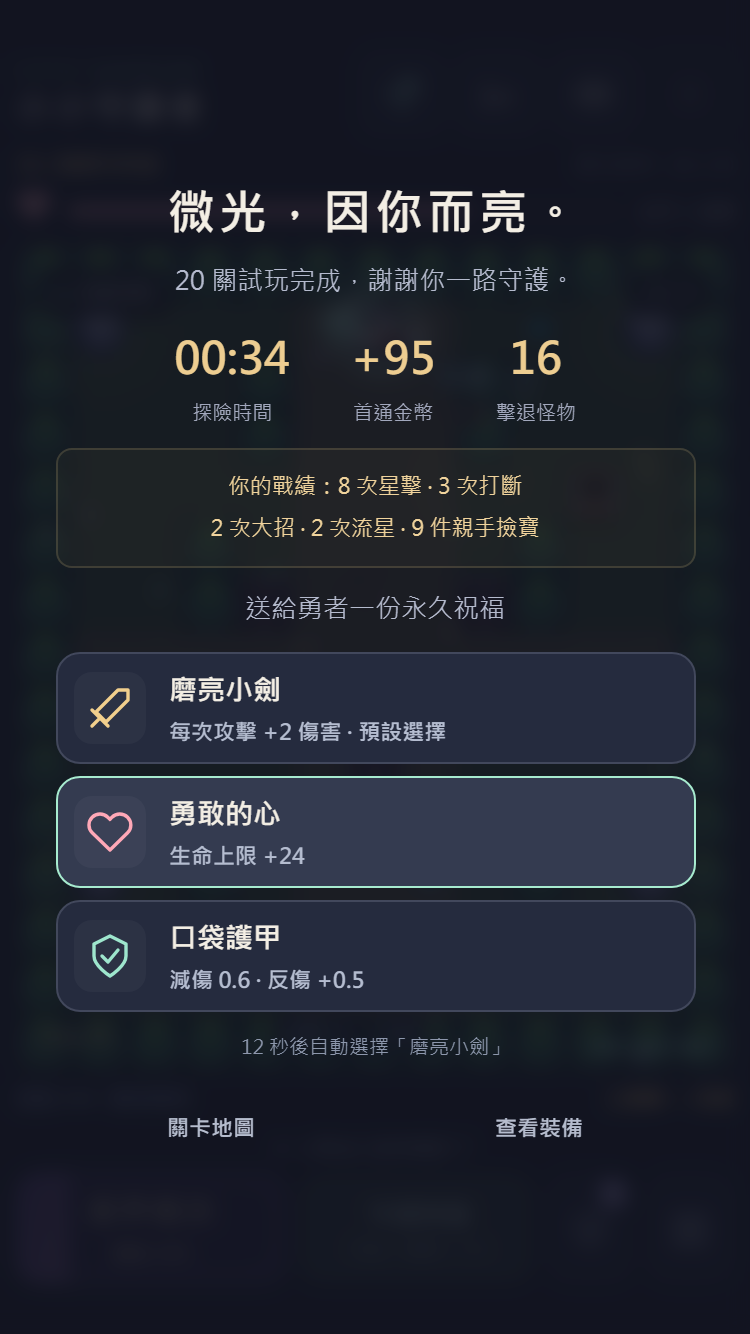 微光，因你而亮。
20 關試玩完成，謝謝你一路守護。
00:34 +95 16
探險時間 首通金幣 擊退怪物
你的戰績：8 次星擊 · 3 次打斷
2 次大招 · 2 次流星 · 9 件親手撿寶
送給勇者一份永久祝福
磨亮小劍
每次攻擊 +2 傷害 · 預設選擇
勇敢的心
生命上限 +24
口袋護甲
減傷 0.6 · 反傷 +0.5
12 秒後自動選擇「磨亮小劍」
關卡地圖 查看裝備